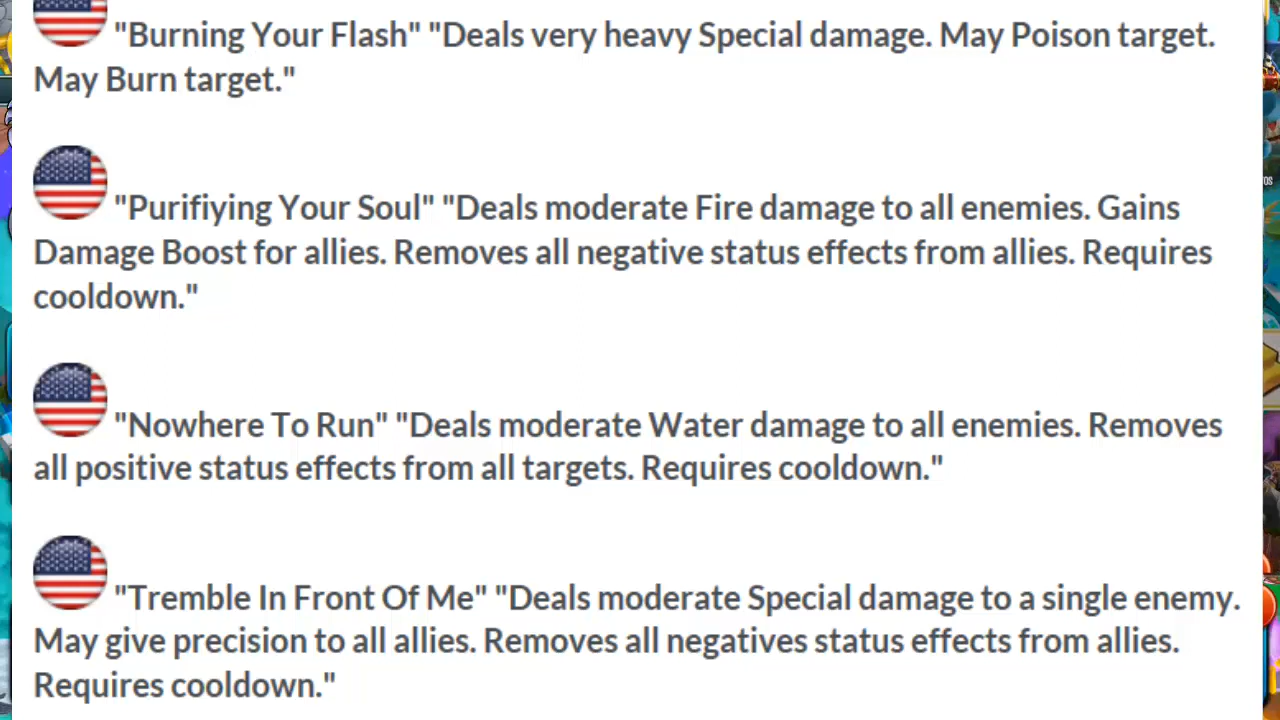 "Burning Your Flash" "Deals very heavy Special damage. May Poison target.
May Burn target."
"Purifiying Your Soul" "Deals moderate Fire damage to all enemies. Gains
Damage Boost for allies. Removes all negative status effects from allies. Requires
cooldown."
"Nowhere To Run" "Deals moderate Water damage to all enemies. Removes
all positive status effects from all targets. Requires cooldown."
"Tremble In Front Of Me" "Deals moderate Special damage to a single enemy.
May give precision to all allies. Removes all negatives status effects from allies.
Requires cooldown."